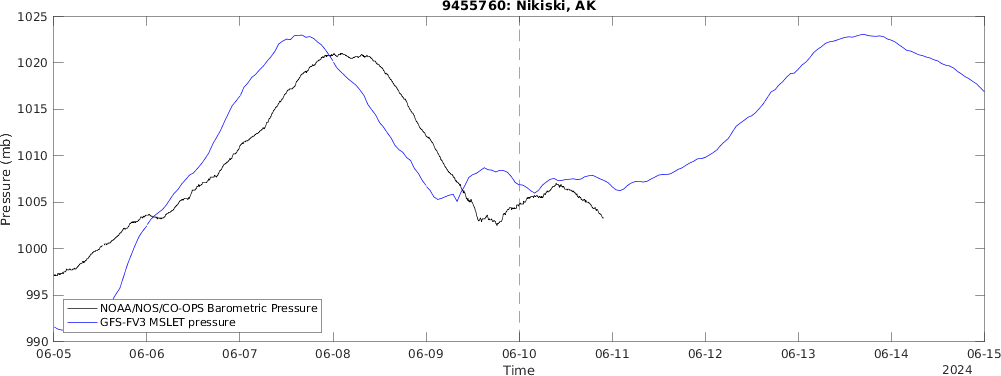 9455760: Nikiski, AK
1025
1020
1015
1010
1005
1000
995
990
Pressure (mb)
NOAA/NOS/CO-OPS Barometric Pressure
GFS-FV3 MSLET pressure
06-05 06-06 06-07 06-08 06-09 06-10 06-11 06-12 06-13 06-14 06-15
Time
2024